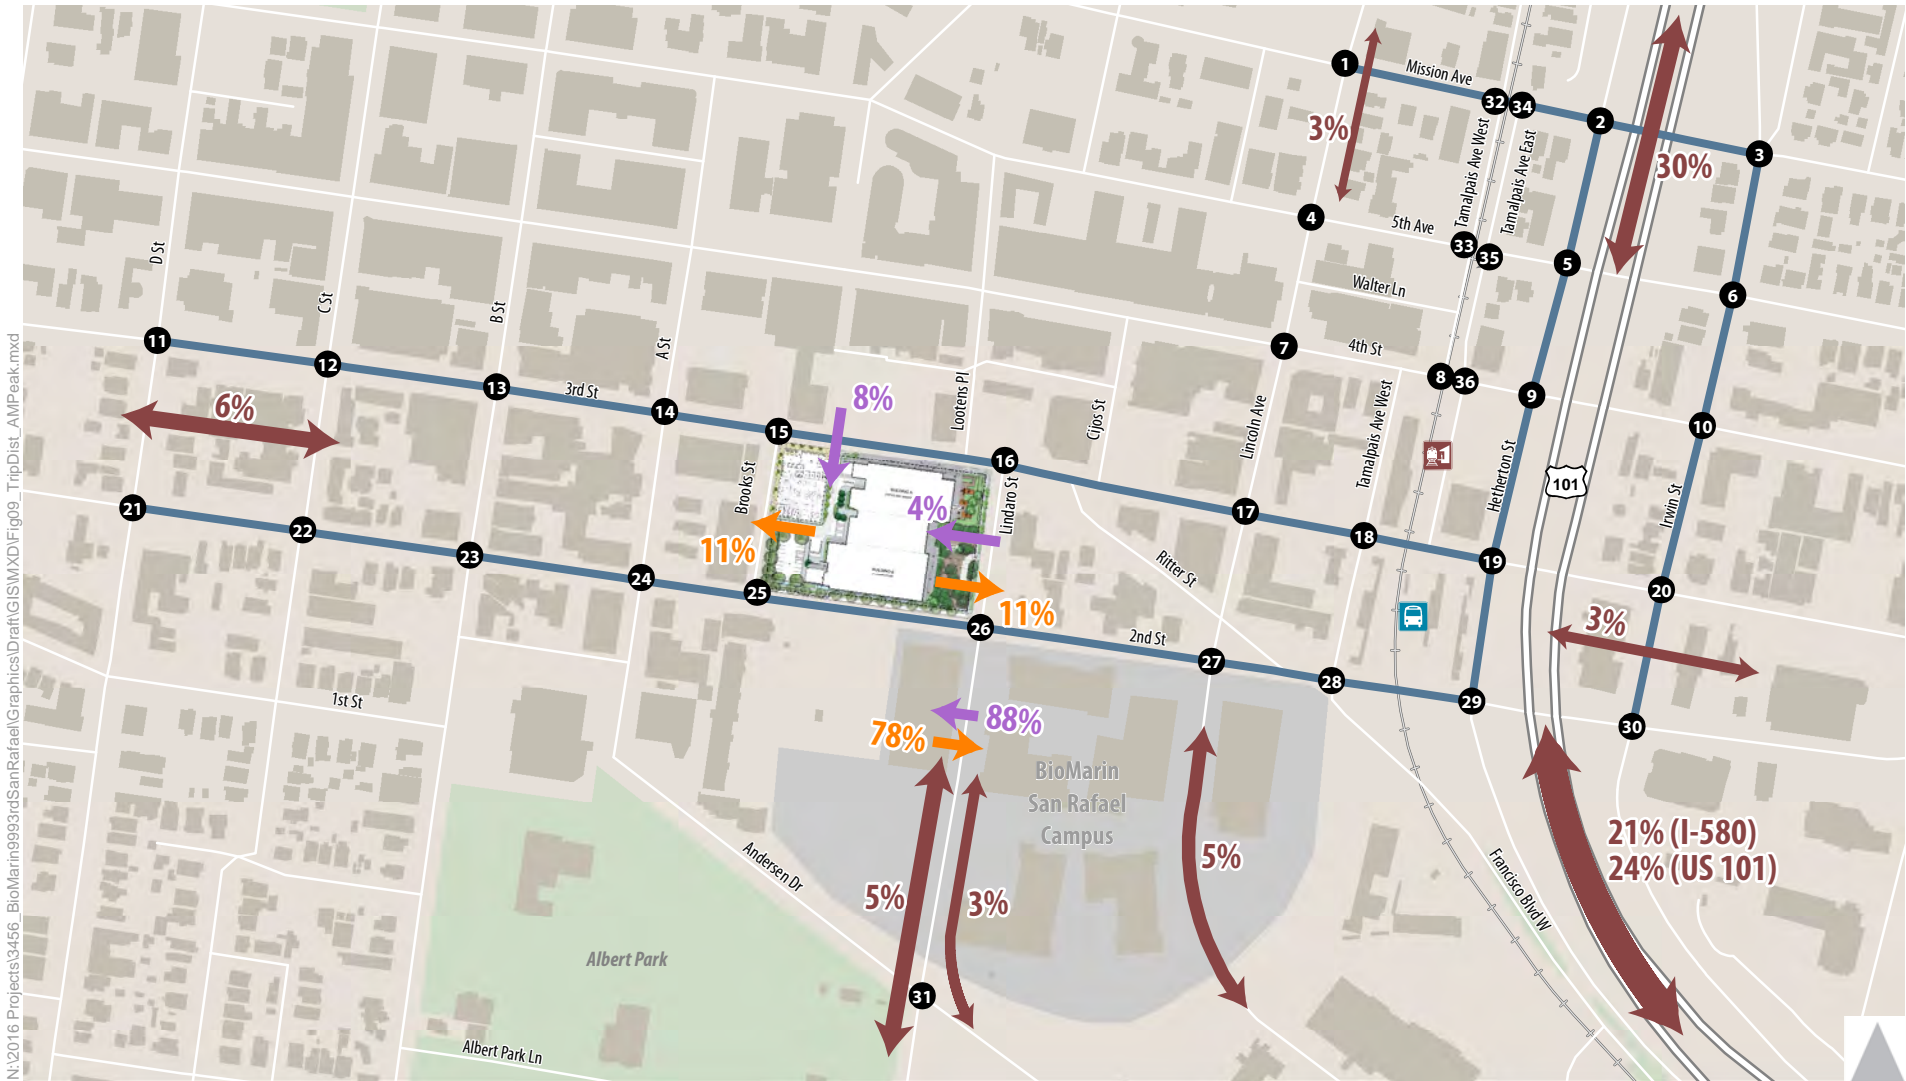 1
Mission Ave
32
34
2
3
3%
30%
Tamalpais Ave West
Tamalpais Ave East
4
5th Ave
33
35
5
6
D St
C St
B St
A St
Walter Ln
11
12
13
3rd St
14
15
8%
Lootens Pl
16
Cijos St
Lincoln Ave
7
4th St
8
36
9
10
Tamalpais Ave West
Hetherton St
101
Irwin St
6%
21
22
23
24
25
Brooks St
11%
4%
Lindaro St
11%
17
18
19
20
Ritter St
3%
26
2nd St
27
28
29
30
1st St
88%
78%
BioMarin
San Rafael
Campus
21% (I-580)
24% (US 101)
5%
3%
5%
Andersen Dr
Francisco Blvd W
Albert Park
31
Albert Park Ln
N:\2016 Projects\3456_BioMarin9993rdSanRafael\Graphics\Draft\GIS\MXD\Fig09_TripDist_AMPeak.mxd